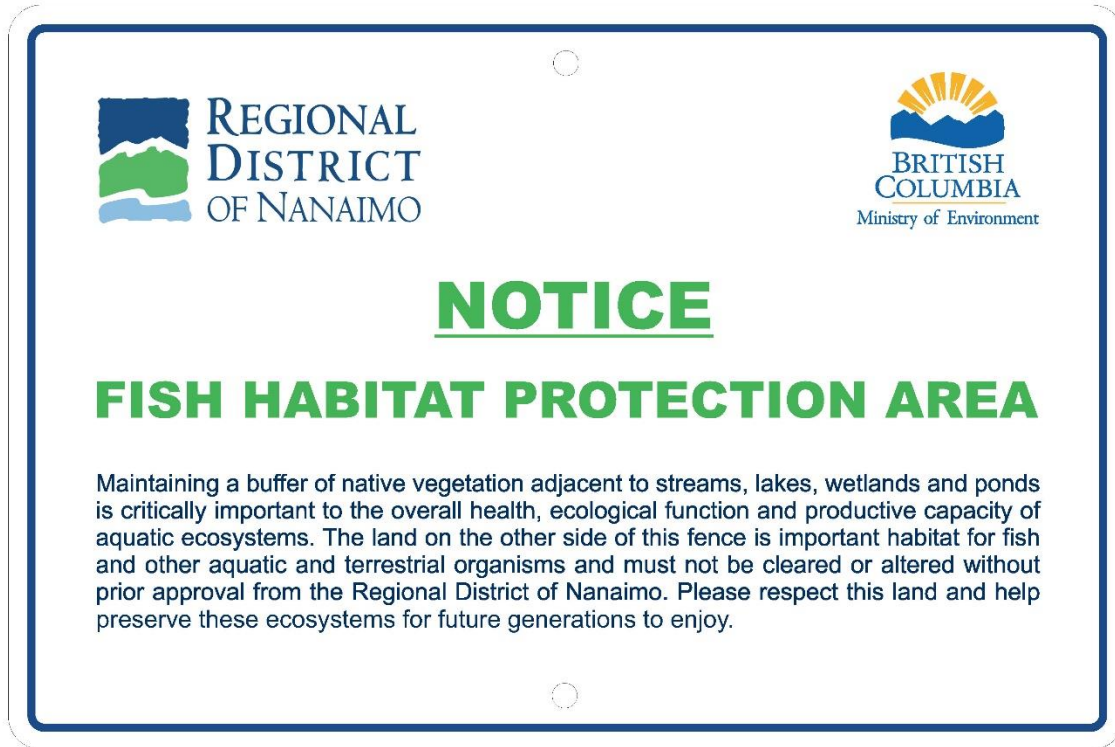 REGIONAL
DISTRICT
OF NANAIMO
BRITISH
COLUMBIA
Ministry of Environment
NOTICE
FISH HABITAT PROTECTION AREA
Maintaining a buffer of native vegetation adjacent to streams, lakes, wetlands and ponds
is critically important to the overall health, ecological function and productive capacity of
aquatic ecosystems. The land on the other side of this fence is important habitat for fish
and other aquatic and terrestrial organisms and must not be cleared or altered without
prior approval from the Regional District of Nanaimo. Please respect this land and help
preserve these ecosystems for future generations to enjoy.